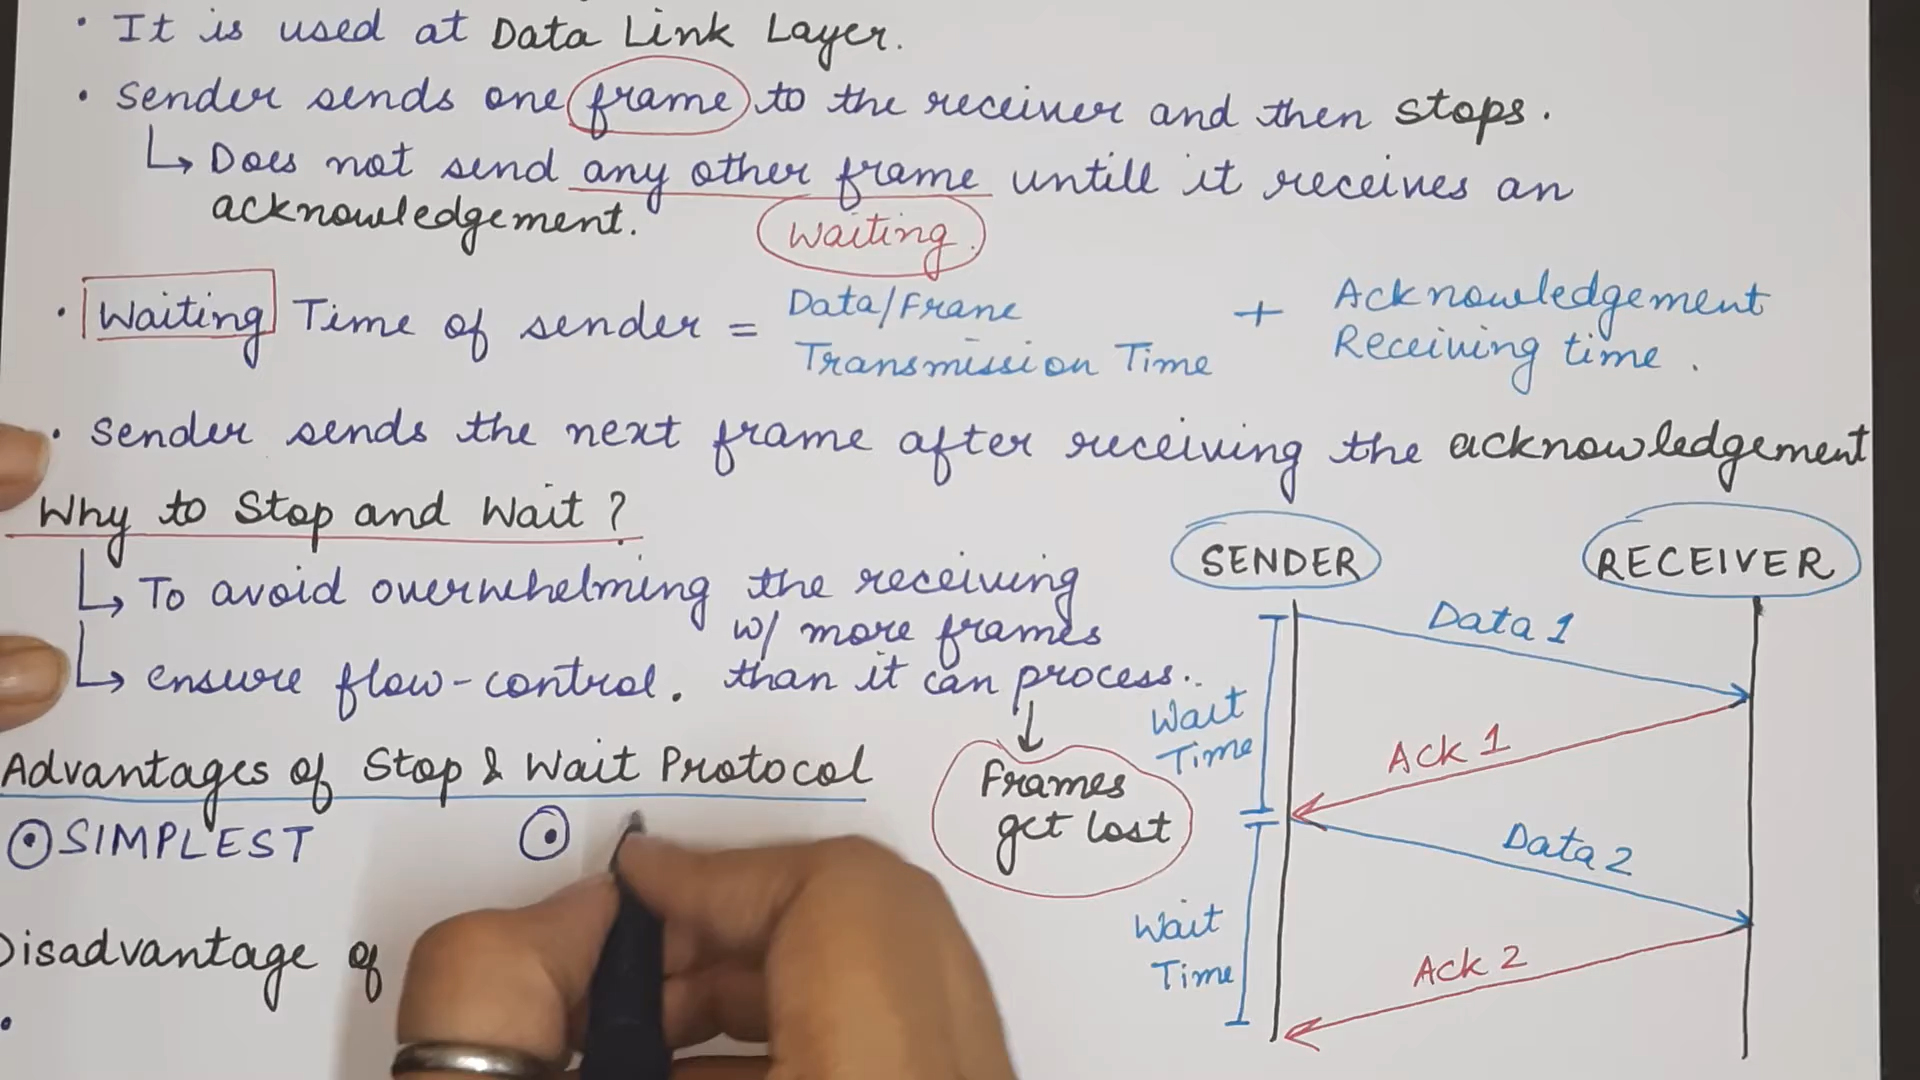 • It is used at Data Link Layer.
• Sender sends one frame to the receiver and then stops.
↳ Does not send any other frame untill it receives an
acknowledgement.
Waiting.
• Waiting Time of sender = Data/Frame Transmission Time + Acknowledgement Receiving time.
• Sender sends the next frame after receiving the acknowledgement
Why to Stop and Wait?
↳ To avoid overwhelming the receiving
w/ more frames
than it can process..
↳ ensure flow-control.
↓
Frames
get lost
Advantages of Stop & Wait Protocol
⊙ SIMPLEST ⊙
Disadvantage of
•
SENDER
RECEIVER
Data 1
Wait
Time
Ack 1
Data 2
Wait
Time
Ack 2